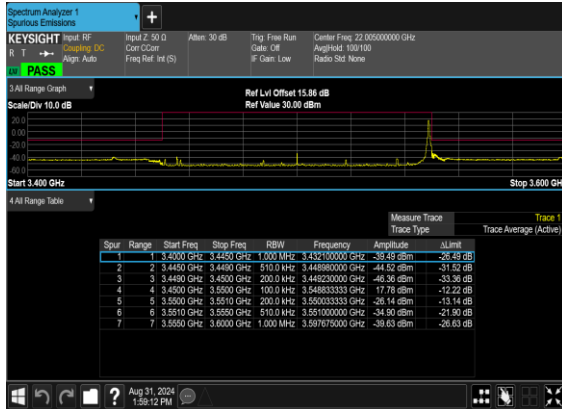 Spectrum Analyzer 1
Spurious Emissions
+
KEYSIGHT Input: RF Input Z: 50 Ω Atten: 30 dB Trig: Free Run Center Freq: 22.005000000 GHz
R T Coupling: DC Corr CCorr Gate: Off Avg|Hold: 100/100
Align: Auto Freq Ref: Int (S) IF Gain: Low Radio Std: None
PASS
3 All Range Graph Ref Lvl Offset 15.86 dB
Scale/Div 10.0 dB Ref Value 30.00 dBm
20.0
0.00
-20.0
-40.0
-60.0
Start 3.400 GHz Stop 3.600 GH
4 All Range Table
Measure Trace Trace 1
Trace Type Trace Average (Active)
Spur Range Start Freq Stop Freq RBW Frequency Amplitude ΔLimit
1 1 3.4000 GHz 3.4450 GHz 1.000 MHz 3.432100000 GHz -39.49 dBm -26.49 dB
2 2 3.4450 GHz 3.4490 GHz 510.0 kHz 3.448980000 GHz -44.52 dBm -31.52 dB
3 3 3.4490 GHz 3.4500 GHz 200.0 kHz 3.449230000 GHz -46.36 dBm -33.36 dB
4 4 3.4500 GHz 3.5500 GHz 100.0 kHz 3.548833333 GHz 17.78 dBm -12.22 dB
5 5 3.5500 GHz 3.5510 GHz 200.0 kHz 3.550033333 GHz -26.14 dBm -13.14 dB
6 6 3.5510 GHz 3.5550 GHz 510.0 kHz 3.551000000 GHz -34.90 dBm -21.90 dB
7 7 3.5550 GHz 3.6000 GHz 1.000 MHz 3.597675000 GHz -39.63 dBm -26.63 dB
? Aug 31, 2024
1:59:12 PM